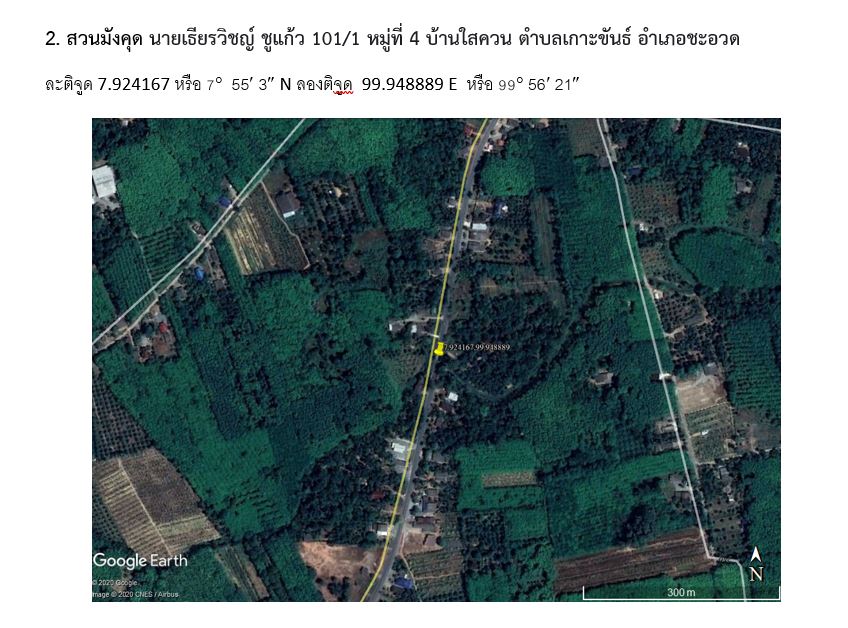 2. สวนมังคุด นายเธียรวิชญ์ ชูแก้ว 101/1 หมู่ที่ 4 บ้านใสควน ตำบลเกาะขันธ์ อำเภอชะอวด
ละติจูด 7.924167 หรือ 7° 55′ 3″ N ลองติจูด 99.948889 E หรือ 99° 56′ 21″
7.924167,99.948889
Google Earth
© 2020 Google
Image © 2020 CNES / Airbus
N
300 m